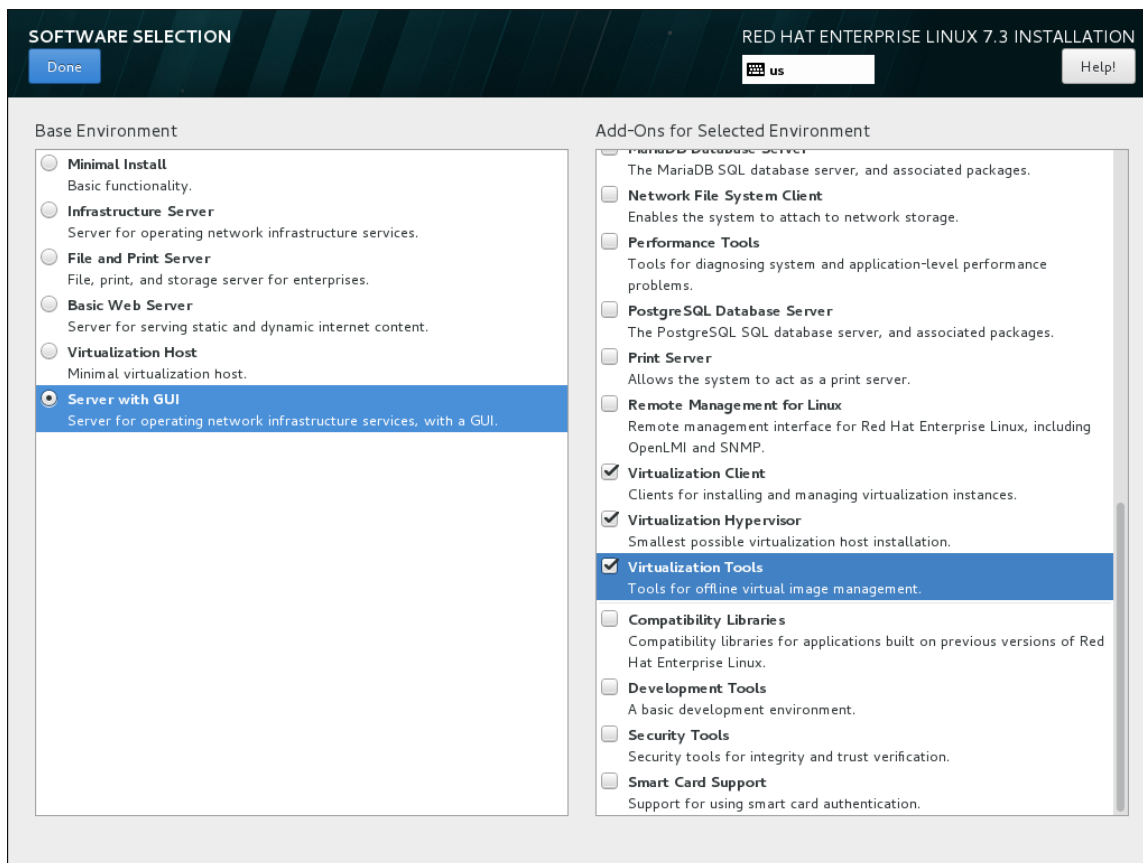 SOFTWARE SELECTION
Done
RED HAT ENTERPRISE LINUX 7.3 INSTALLATION
us
Help!
Base Environment
Minimal Install
Basic functionality.
Infrastructure Server
Server for operating network infrastructure services.
File and Print Server
File, print, and storage server for enterprises.
Basic Web Server
Server for serving static and dynamic internet content.
Virtualization Host
Minimal virtualization host.
Server with GUI
Server for operating network infrastructure services, with a GUI.
Add-Ons for Selected Environment
MariaDB Database Server
The MariaDB SQL database server, and associated packages.
Network File System Client
Enables the system to attach to network storage.
Performance Tools
Tools for diagnosing system and application-level performance
problems.
PostgreSQL Database Server
The PostgreSQL SQL database server, and associated packages.
Print Server
Allows the system to act as a print server.
Remote Management for Linux
Remote management interface for Red Hat Enterprise Linux, including
OpenLMI and SNMP.
Virtualization Client
Clients for installing and managing virtualization instances.
Virtualization Hypervisor
Smallest possible virtualization host installation.
Virtualization Tools
Tools for offline virtual image management.
Compatibility Libraries
Compatibility libraries for applications built on previous versions of Red
Hat Enterprise Linux.
Development Tools
A basic development environment.
Security Tools
Security tools for integrity and trust verification.
Smart Card Support
Support for using smart card authentication.